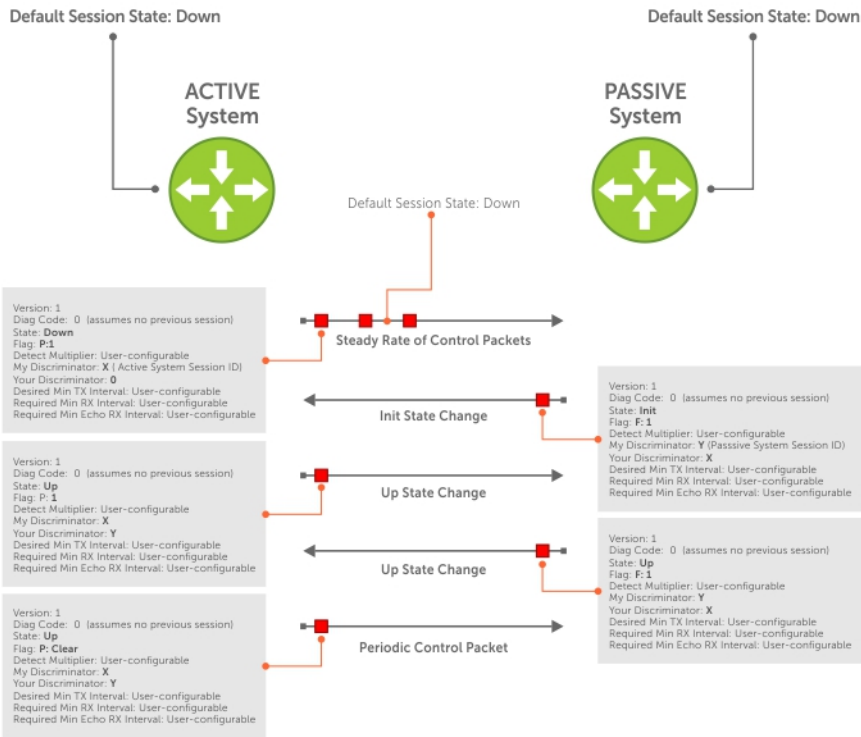 Default Session State: Down
Default Session State: Down
ACTIVE
System
PASSIVE
System
Default Session State: Down
Version: 1
Diag Code:  0  (assumes no previous session)
State: Down
Flag: P:1
Detect Multiplier: User-configurable
My Discriminator: X ( Active System Session ID)
Your Discriminator: 0
Desired Min TX Interval: User-configurable
Required Min RX Interval: User-configurable
Required Min Echo RX Interval: User-configurable
Steady Rate of Control Packets
Init State Change
Version: 1
Diag Code:  0  (assumes no previous session)
State: Init
Flag: F: 1
Detect Multiplier: User-configurable
My Discriminator: Y (Passsive System Session ID)
Your Discriminator: X
Desired Min TX Interval: User-configurable
Required Min RX Interval: User-configurable
Required Min Echo RX Interval: User-configurable
Version: 1
Diag Code:  0  (assumes no previous session)
State: Up
Flag: P: 1
Detect Multiplier: User-configurable
My Discriminator: X
Your Discriminator: Y
Desired Min TX Interval: User-configurable
Required Min RX Interval: User-configurable
Required Min Echo RX Interval: User-configurable
Up State Change
Up State Change
Version: 1
Diag Code:  0  (assumes no previous session)
State: Up
Flag: F: 1
Detect Multiplier: User-configurable
My Discriminator: Y
Your Discriminator: X
Desired Min TX Interval: User-configurable
Required Min RX Interval: User-configurable
Required Min Echo RX Interval: User-configurable
Version: 1
Diag Code:  0  (assumes no previous session)
State: Up
Flag: P: Clear
Detect Multiplier: User-configurable
My Discriminator: X
Your Discriminator: Y
Desired Min TX Interval: User-configurable
Required Min RX Interval: User-configurable
Required Min Echo RX Interval: User-configurable
Periodic Control Packet